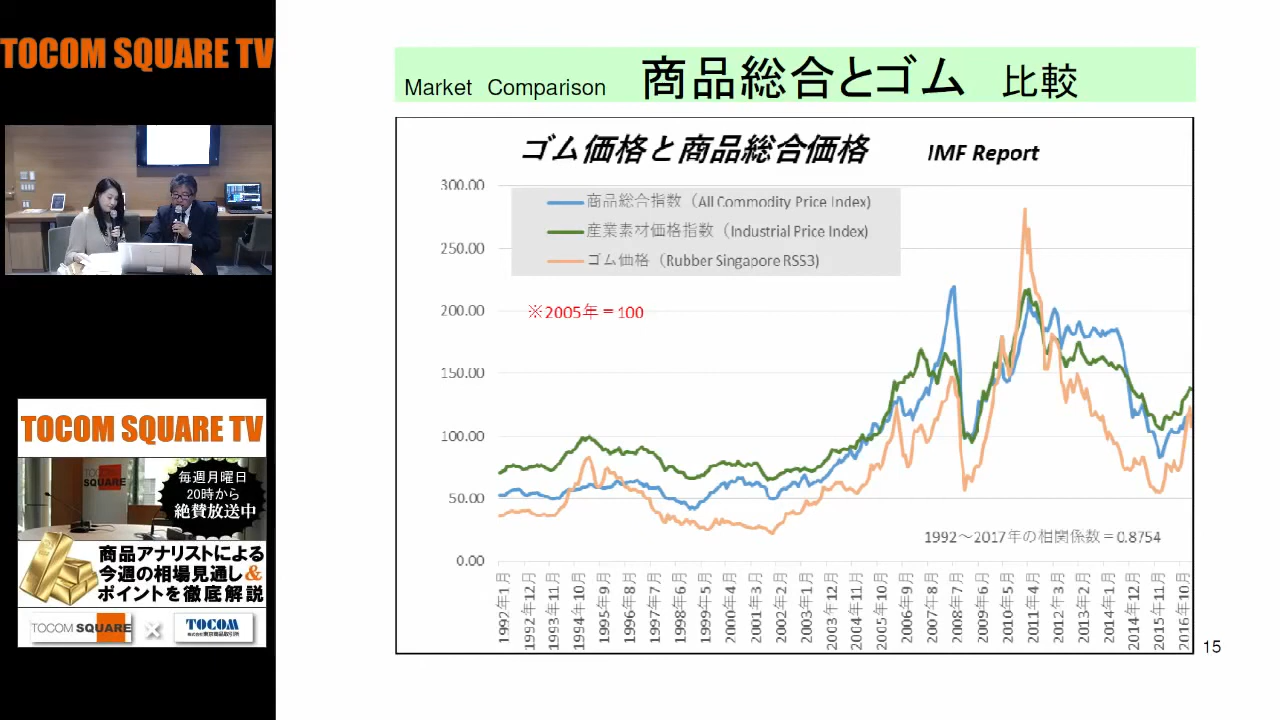 TOCOM SQUARE TV
Market Comparison 商品総合とゴム 比較
ゴム価格と商品総合価格 IMF Report
商品総合指数（All Commodity Price Index)
産業素材価格指数（Industrial Price Index)
ゴム価格（Rubber Singapore RSS3)
※2005年＝100
300.00
250.00
200.00
150.00
100.00
50.00
0.00
1992～2017年の相関係数＝0.8754
1992年1月
1992年12月
1993年11月
1994年10月
1995年9月
1996年8月
1997年7月
1998年6月
1999年5月
2000年4月
2001年3月
2002年2月
2003年1月
2003年12月
2004年11月
2005年10月
2006年9月
2007年8月
2008年7月
2009年6月
2010年5月
2011年4月
2012年3月
2013年2月
2014年1月
2014年12月
2015年11月
2016年10月
15
TOCOM SQUARE TV
TOCOM
SQUARE
毎週月曜日
20時から
絶賛放送中
商品アナリストによる
今週の相場見通し&
ポイントを徹底解説
TOCOM SQUARE × TOCOM
株式会社東京商品取引所